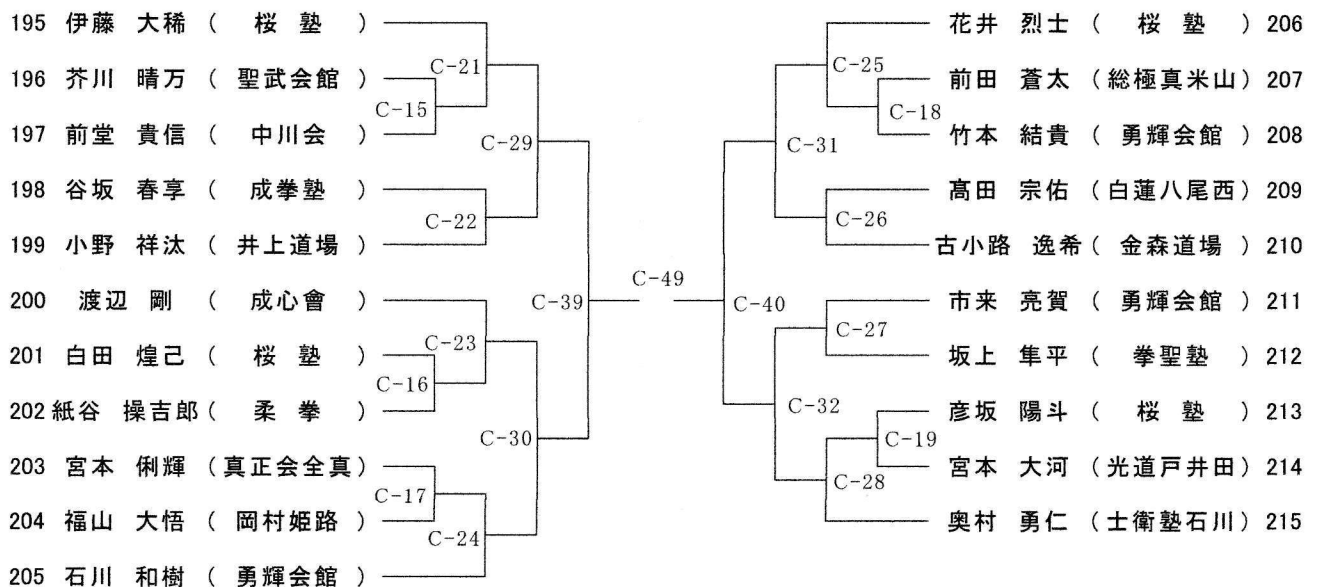 195 伊藤 大稀 ( 桜 塾 )
196 芥川 晴万 ( 聖武会館 )
197 前堂 貴信 ( 中川会 )
198 谷坂 春享 ( 成拳塾 )
199 小野 祥汰 ( 井上道場 )
200 渡辺 剛 ( 成心會 )
201 白田 煌己 ( 桜 塾 )
202 紙谷 操吉郎 ( 柔 拳 )
203 宮本 俐輝 ( 真正会全真 )
204 福山 大悟 ( 岡村姫路 )
205 石川 和樹 ( 勇輝会館 )
C-15
C-16
C-17
C-21
C-22
C-23
C-24
C-29
C-30
C-39
C-49
C-40
C-31
C-32
C-25
C-26
C-27
C-28
C-18
C-19
花井 烈士 ( 桜 塾 ) 206
前田 蒼太 (総極真米山) 207
竹本 結貴 ( 勇輝会館 ) 208
髙田 宗佑 (白蓮八尾西) 209
古小路 逸希 ( 金森道場 ) 210
市来 亮賀 ( 勇輝会館 ) 211
坂上 隼平 ( 拳聖塾 ) 212
彦坂 陽斗 ( 桜 塾 ) 213
宮本 大河 (光道戸井田) 214
奥村 勇仁 (士衛塾石川) 215